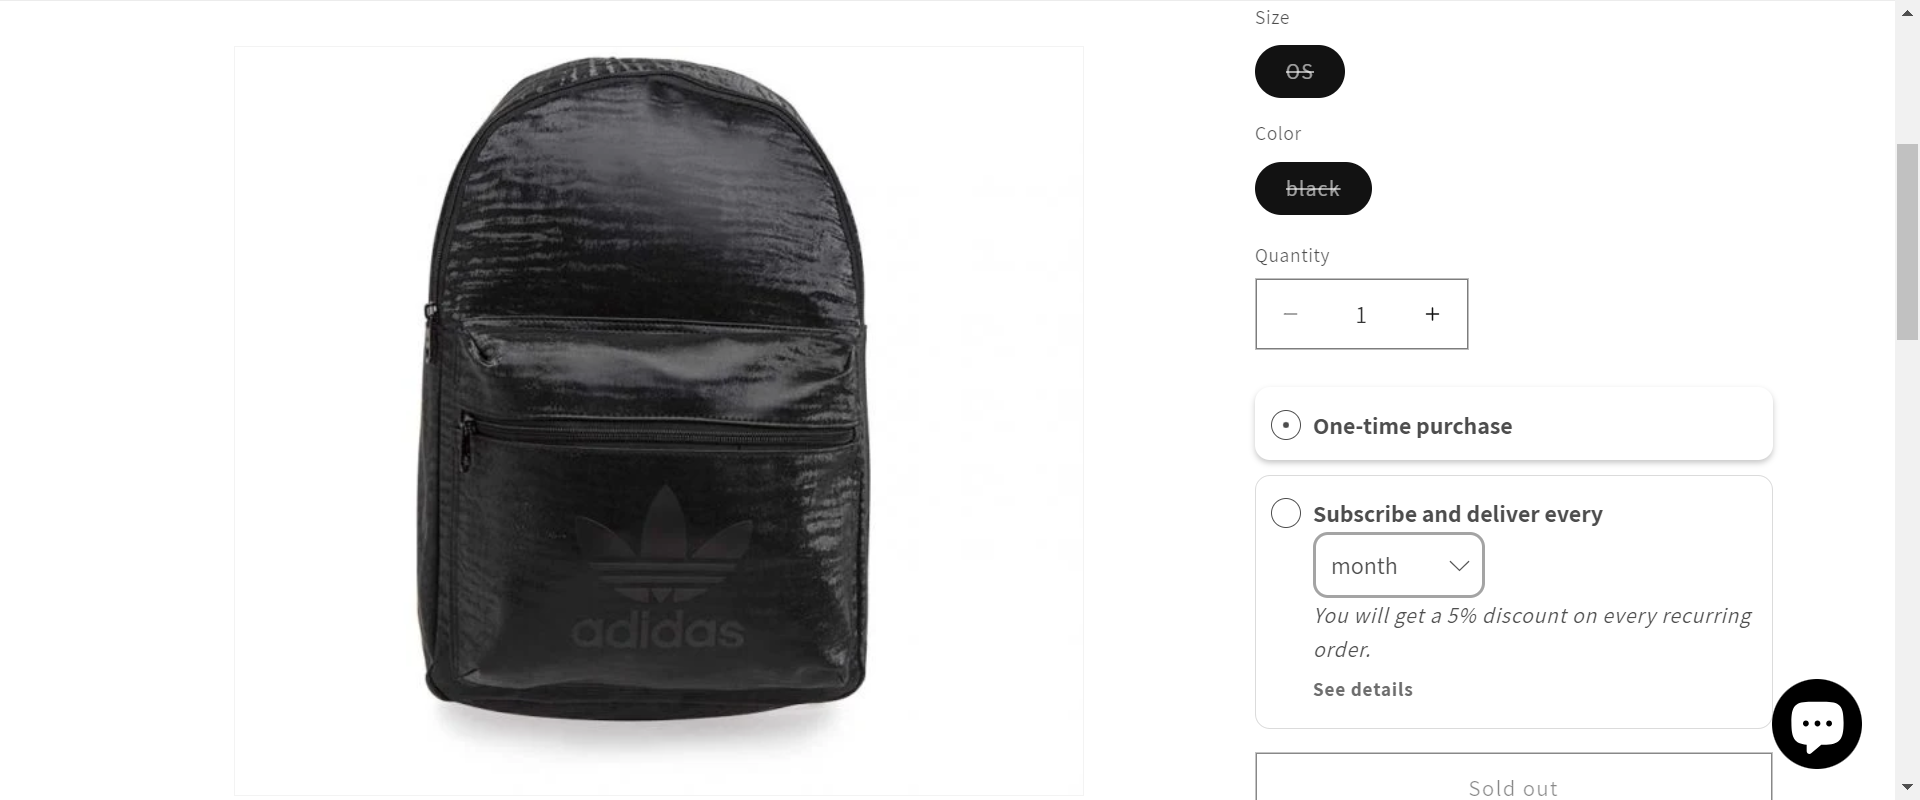 Size
OS
Color
black
Quantity
1
One-time purchase
Subscribe and deliver every
month
You will get a 5% discount on every recurring
order.
See details
Sold out
adidas